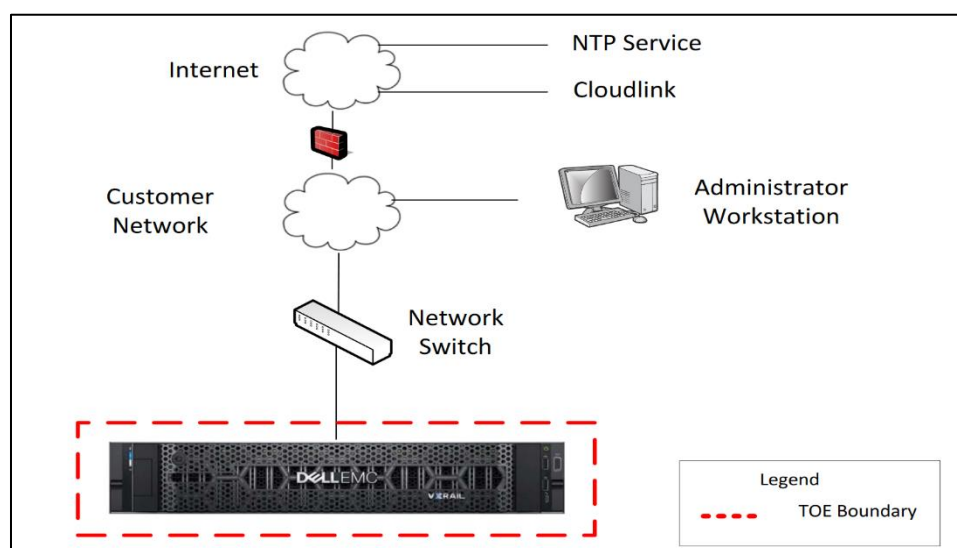 NTP Service
Internet
Cloudlink
Customer
Network
Administrator
Workstation
Network
Switch
DELLEMC
VXRAIL
Legend
TOE Boundary